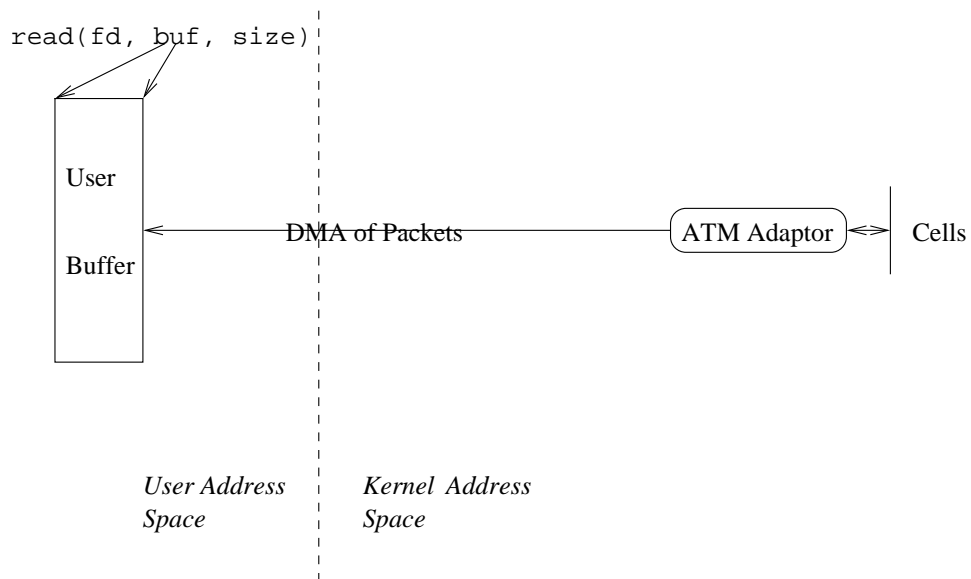 read(fd, buf, size)
User
Buffer
DMA of Packets
ATM Adaptor
Cells
User Address
Space
Kernel Address
Space